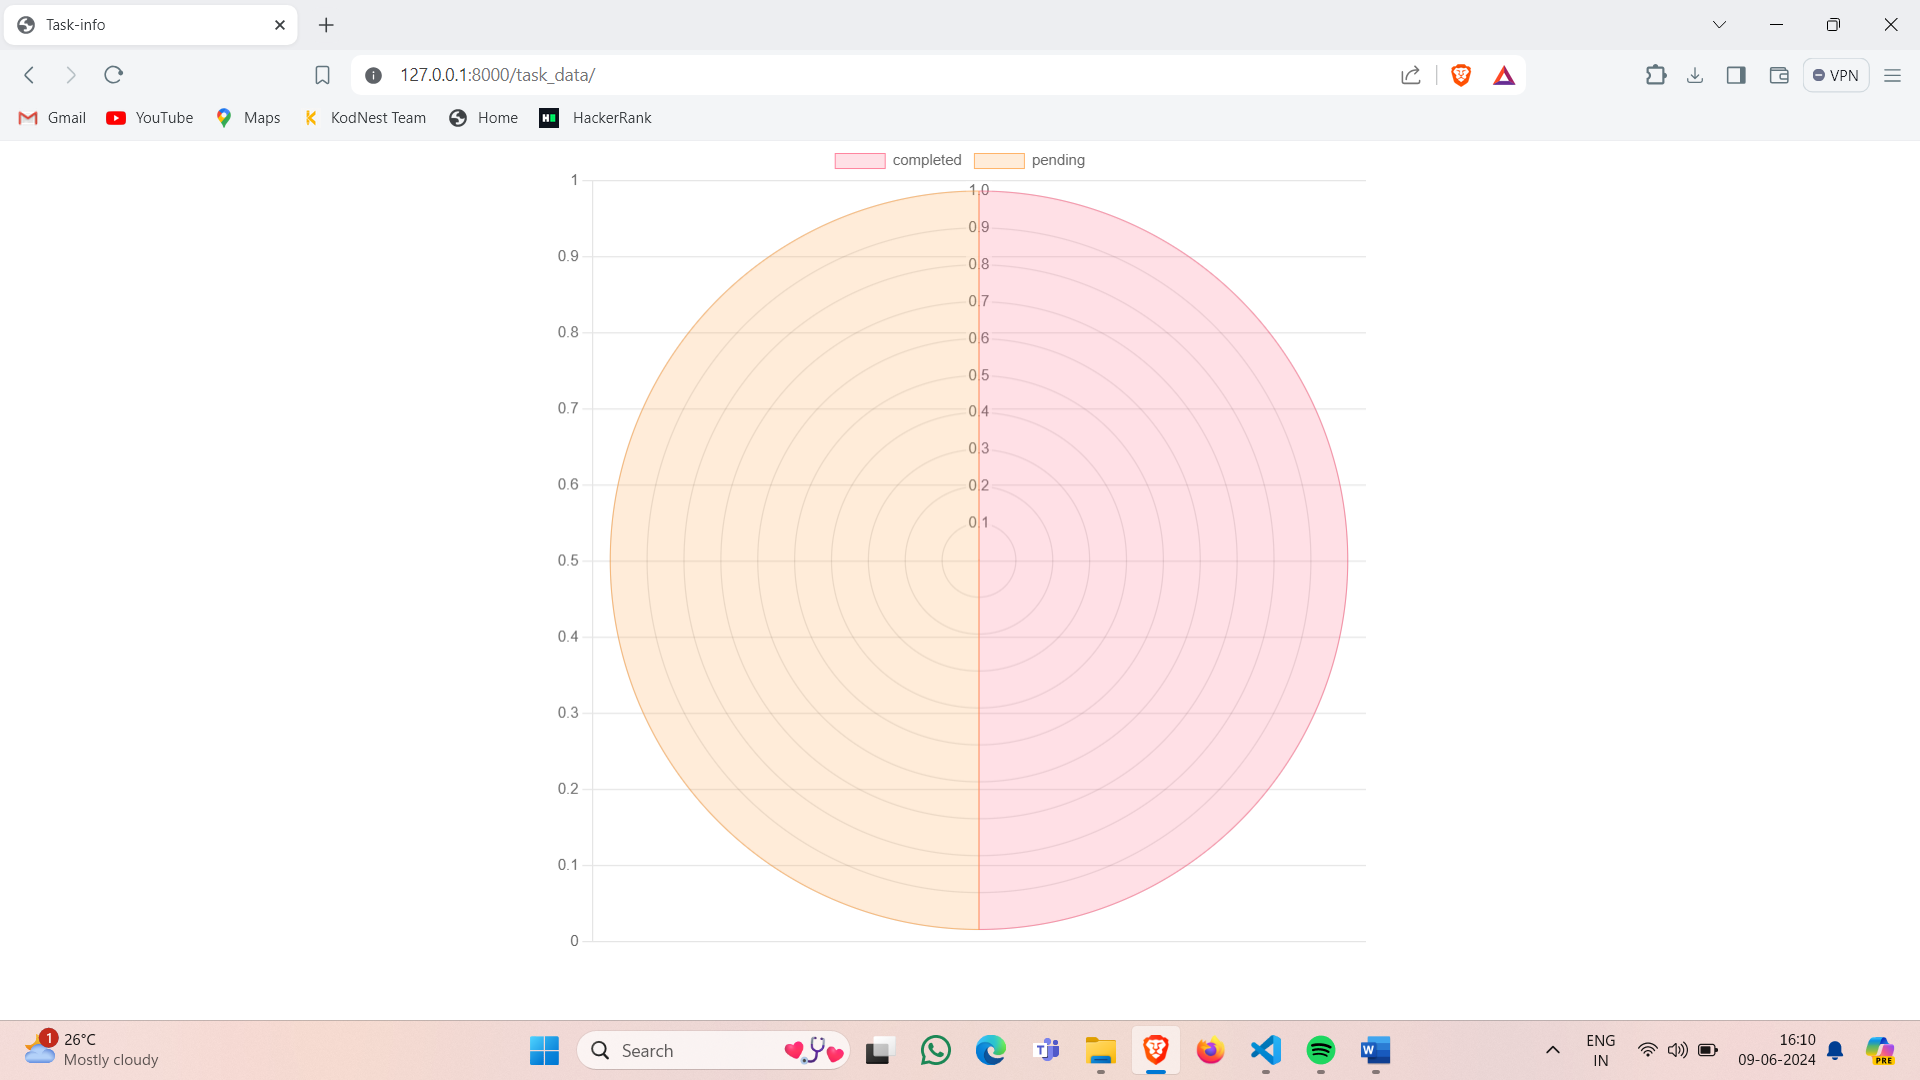 Task-info
127.0.0.1:8000/task_data/
VPN
Gmail YouTube Maps KodNest Team Home HackerRank
completed pending
1
0.9
0.8
0.7
0.6
0.5
0.4
0.3
0.2
0.1
0
1.0
0.9
0.8
0.7
0.6
0.5
0.4
0.3
0.2
0.1
1
26°C
Mostly cloudy
Search
ENG
IN
16:10
09-06-2024
PRE